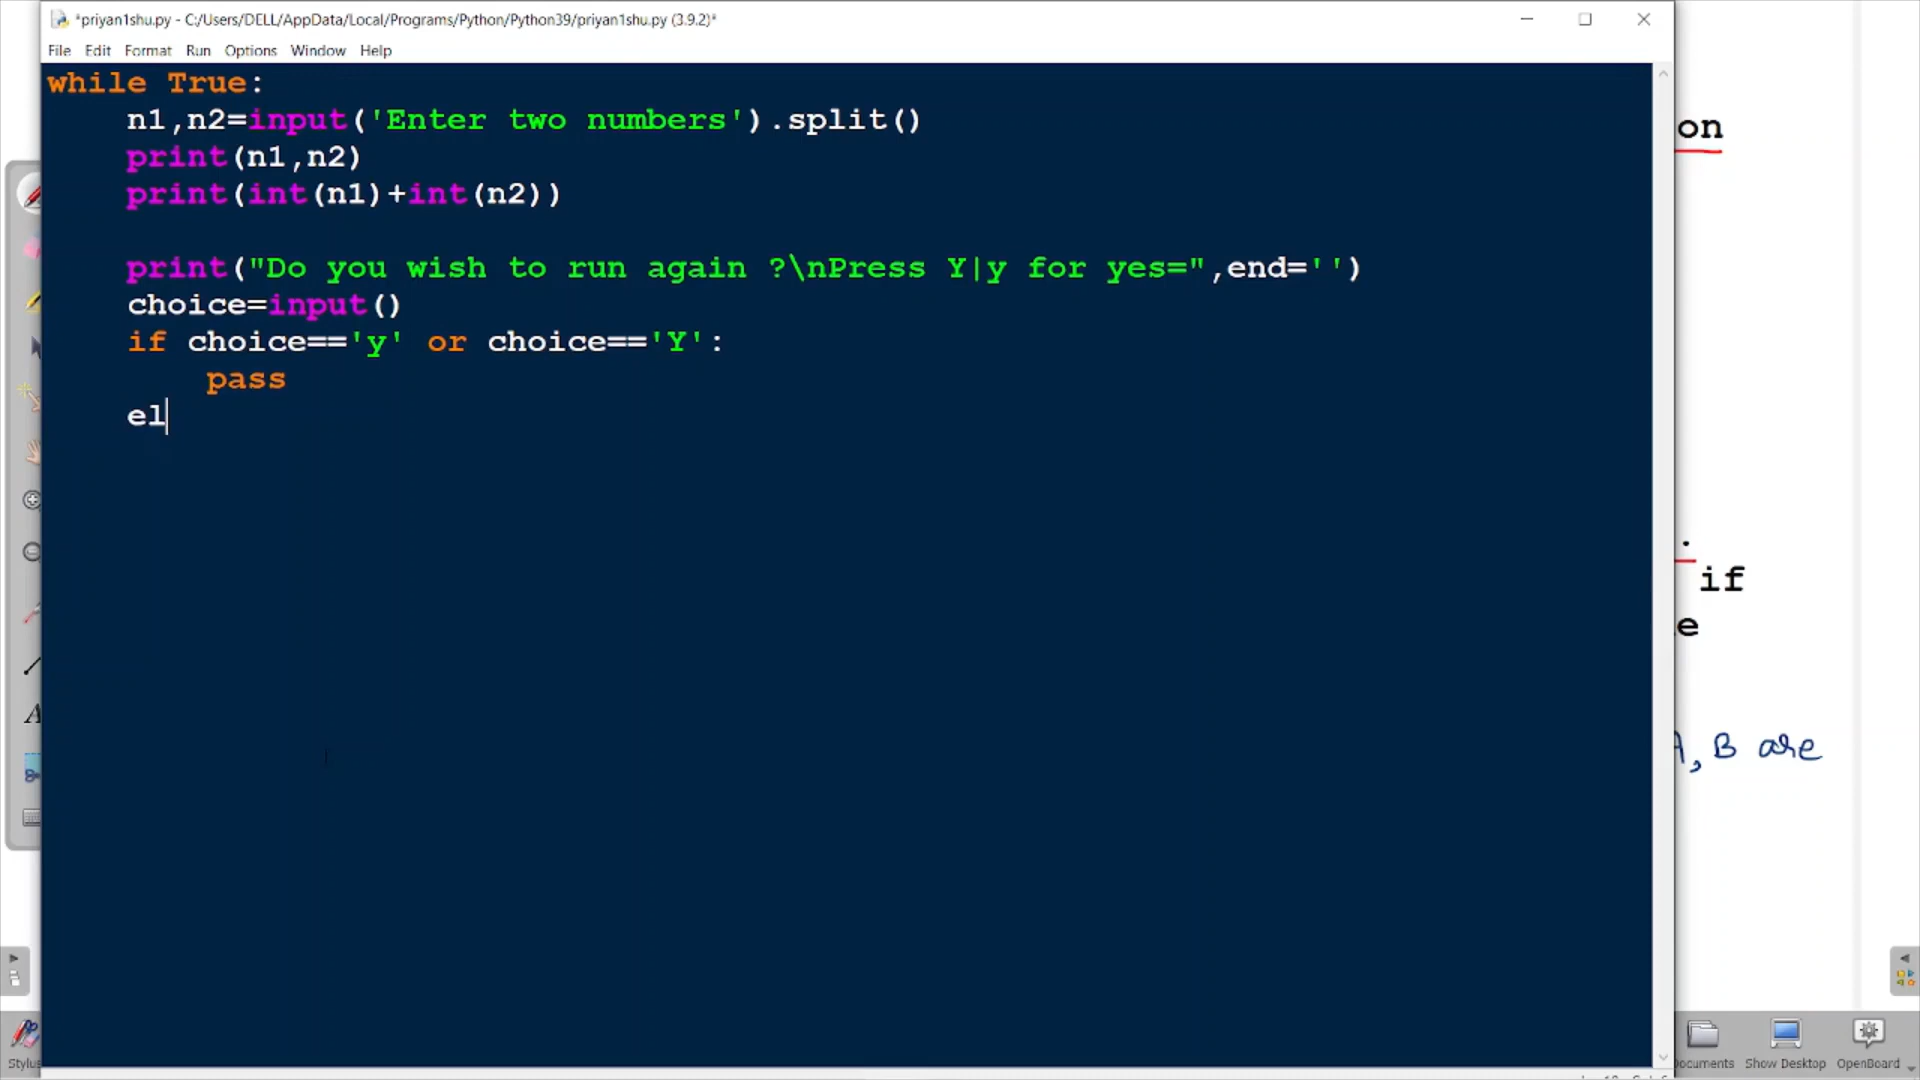 *priyan1shu.py - C:/Users/DELL/AppData/Local/Programs/Python/Python39/priyan1shu.py (3.9.2)*
File Edit Format Run Options Window Help
while True:
    n1,n2=input('Enter two numbers').split()
    print(n1,n2)
    print(int(n1)+int(n2))
    print("Do you wish to run again ?\nPress Y|y for yes=",end='')
    choice=input()
    if choice=='y' or choice=='Y':
        pass
    el
on
.
if
e
, B are
Stylus
Documents Show Desktop OpenBoard